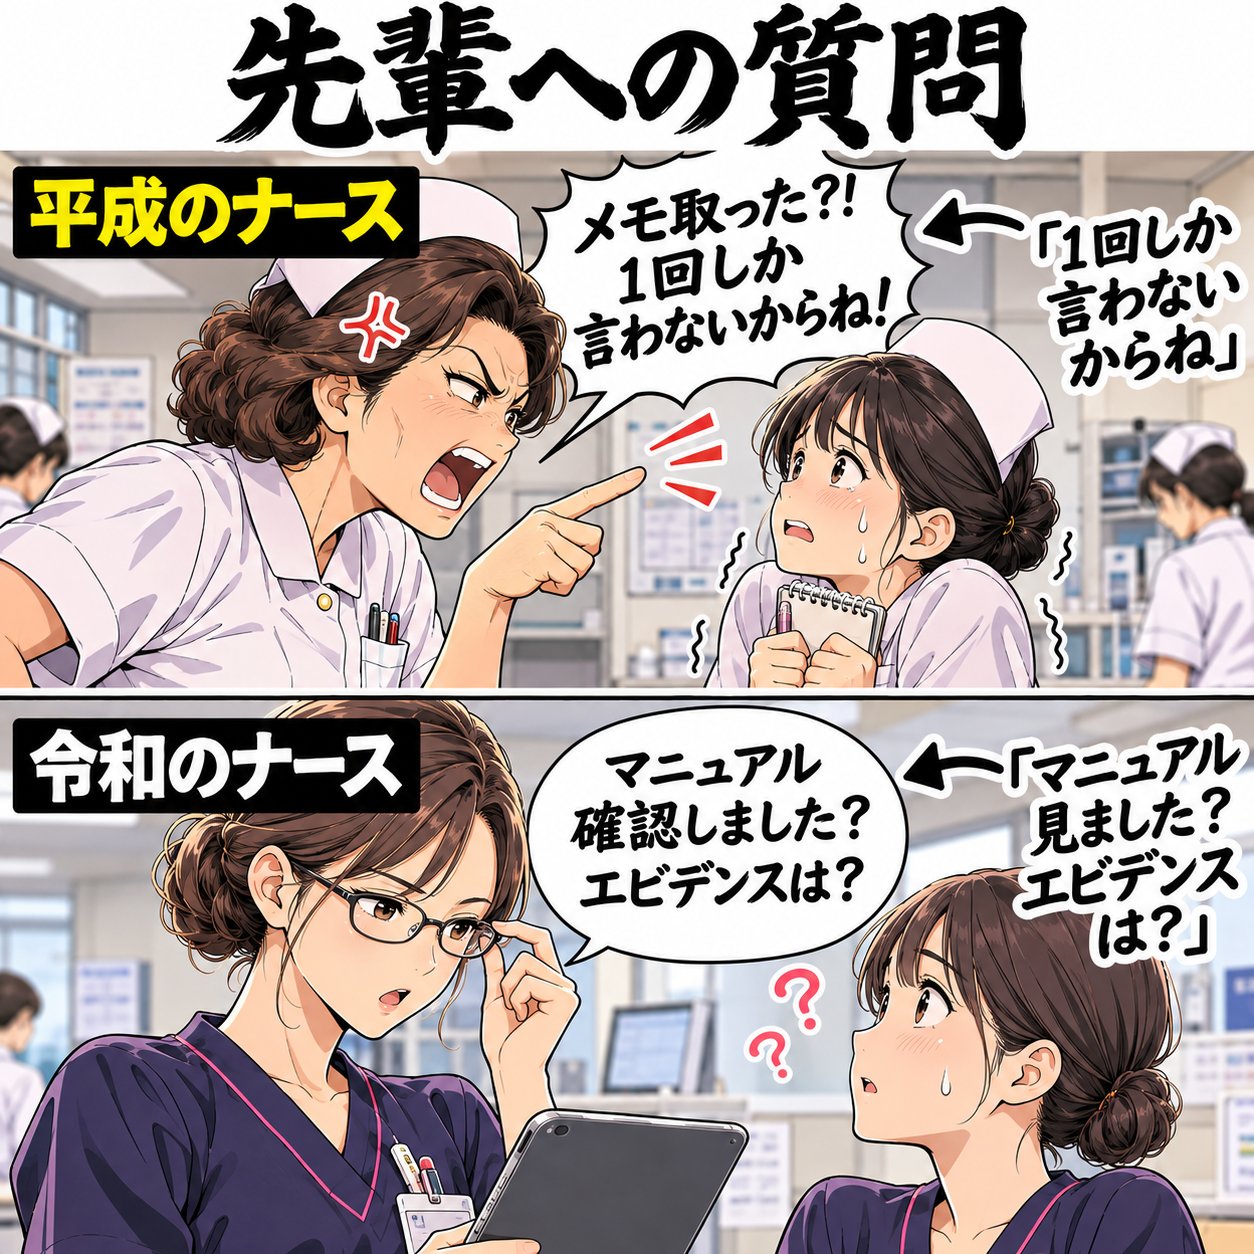 先輩への質問
平成のナース
メモ取った?!
1回しか
言わないからね!
「1回しか
言わない
からね」
令和のナース
マニュアル
確認しました?
エビデンスは?
「マニュアル
見ました?
エビデンス
は?」